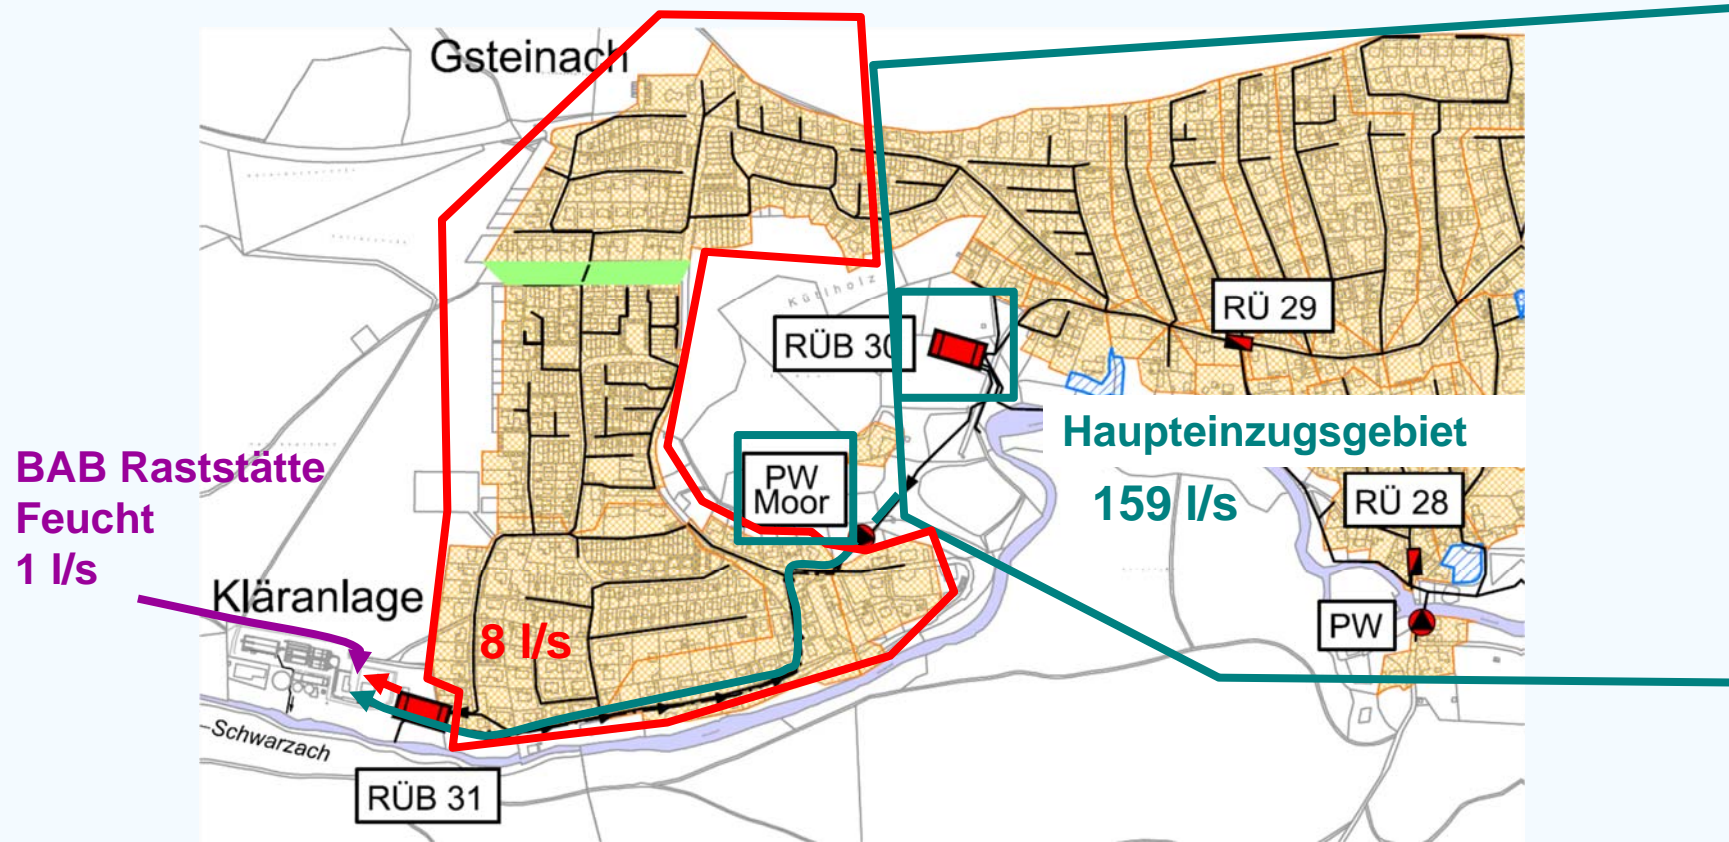 Gsteinach
Kütlholz
RÜB 30
RÜ 29
Haupteinzugsgebiet
159 l/s
BAB Raststätte
Feucht
1 l/s
PW
Moor
RÜ 28
Kläranlage
8 l/s
PW
Schwarzach
RÜB 31